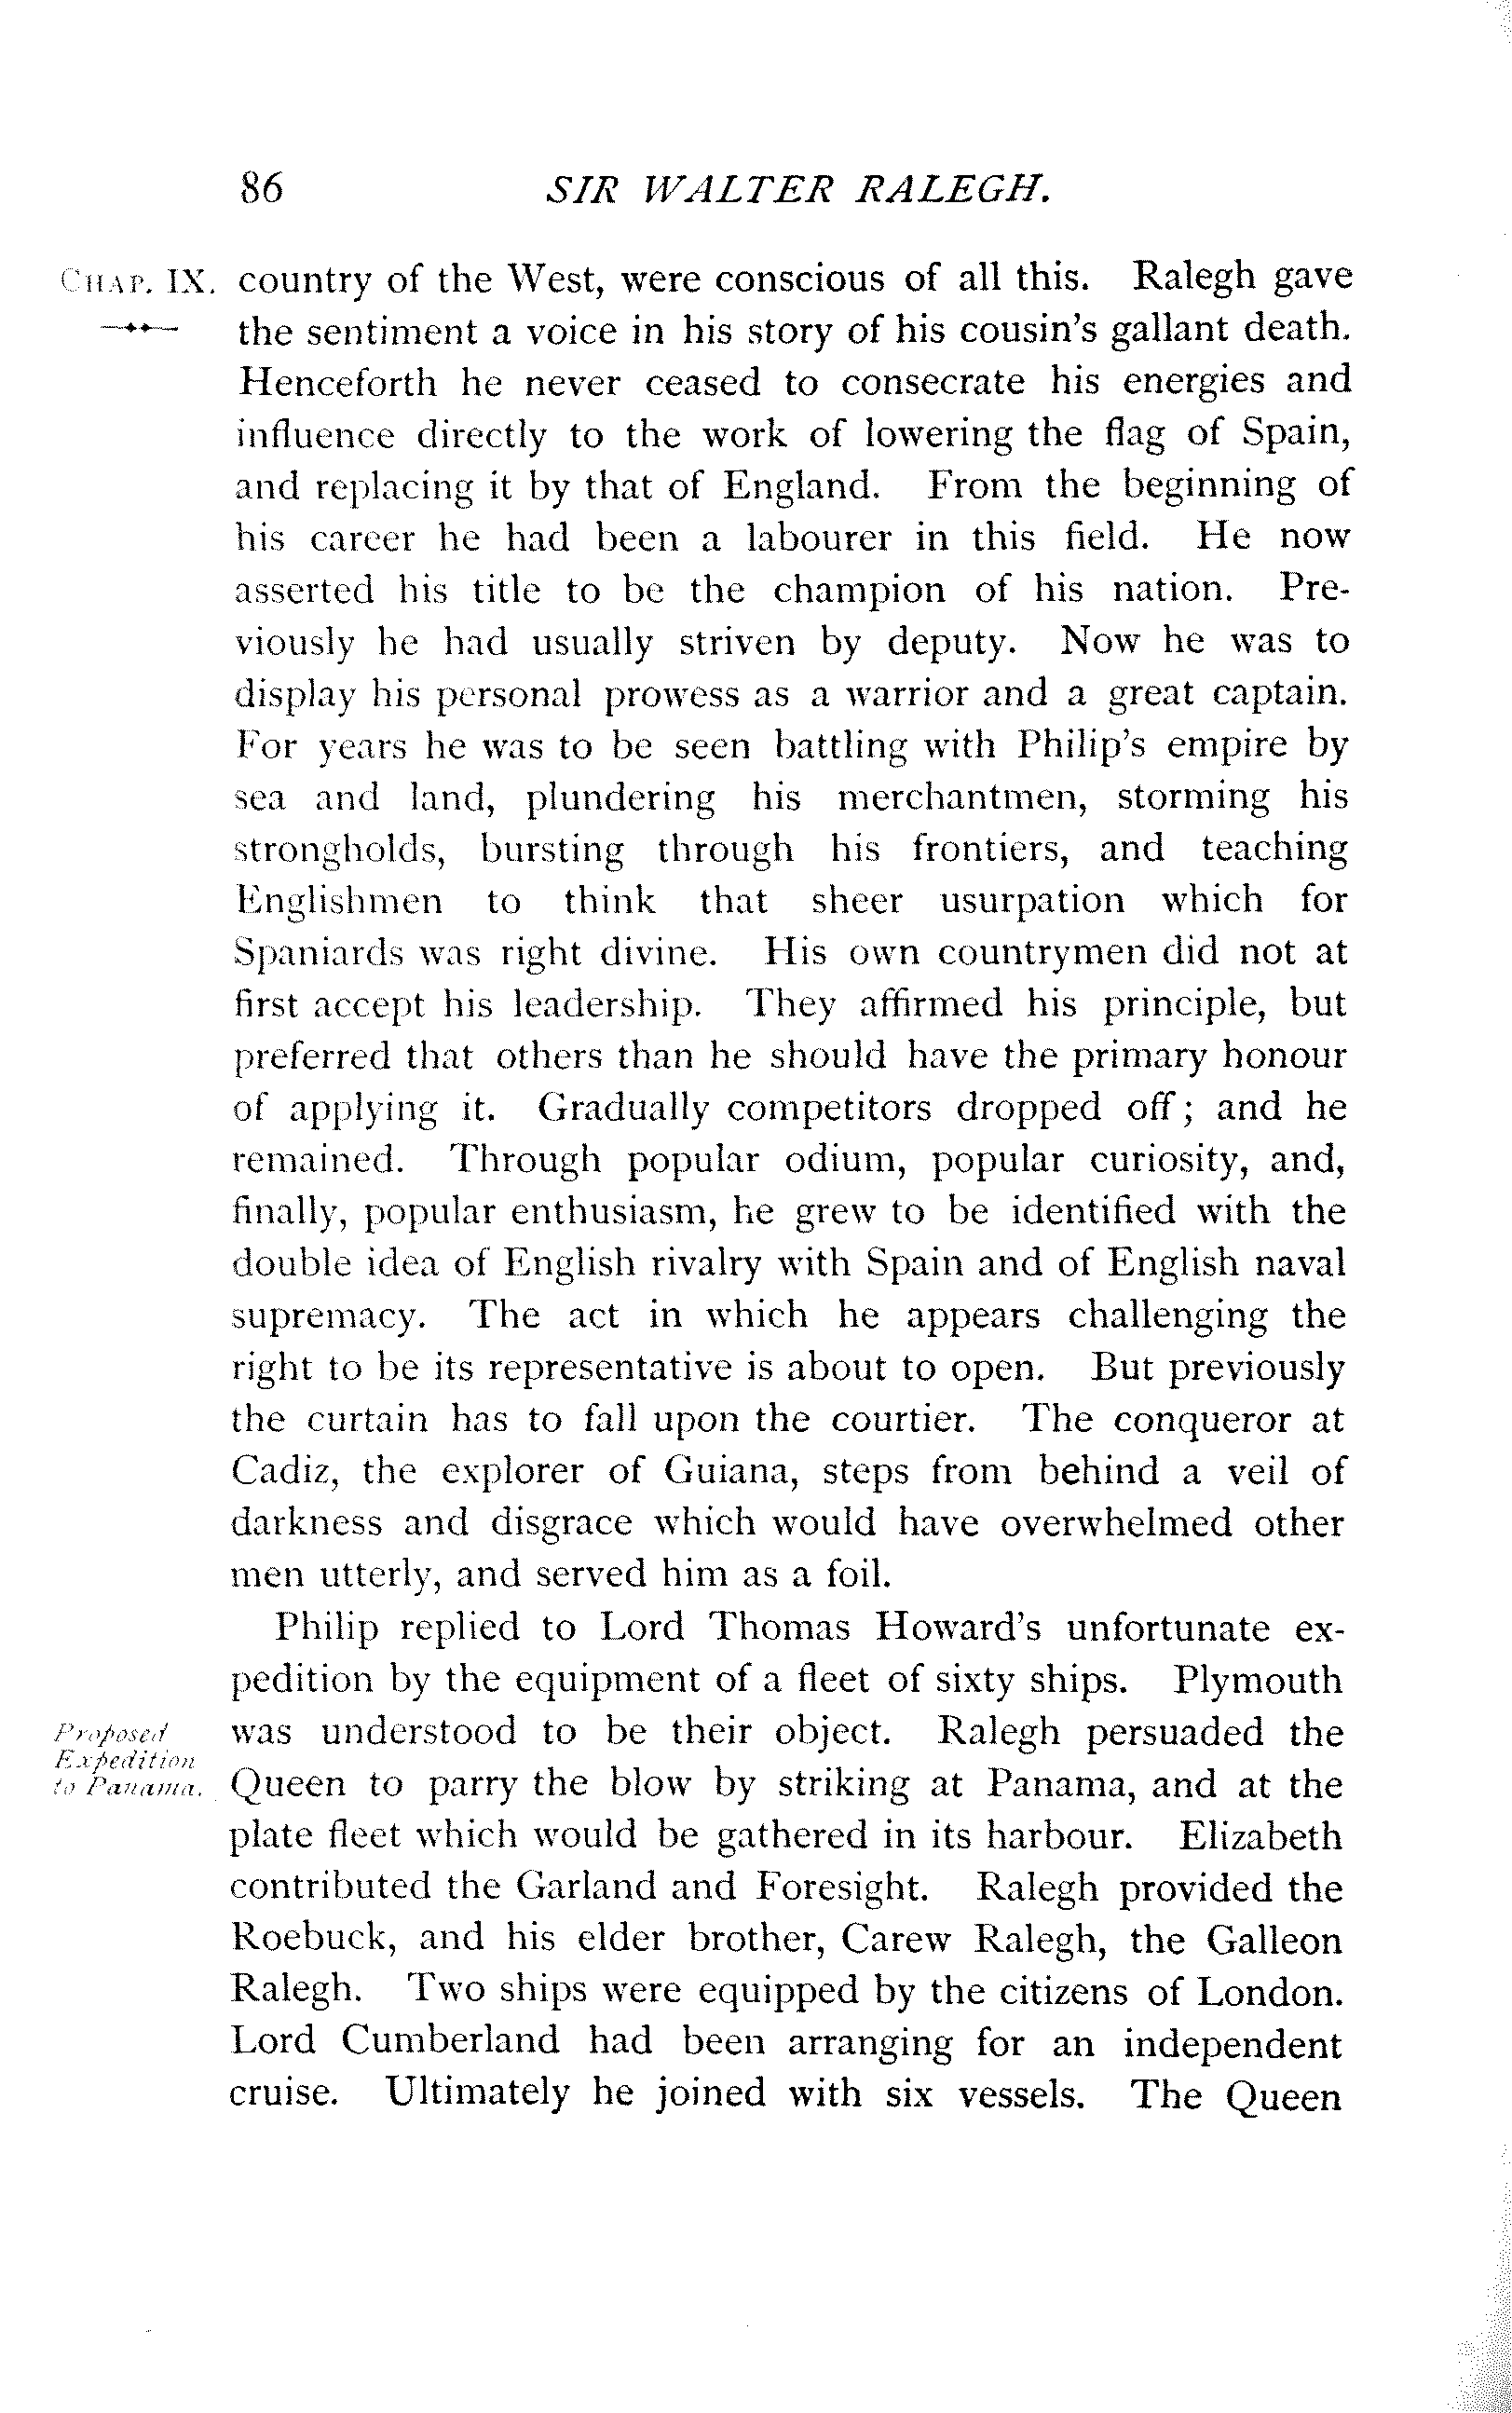 86 SIR WALTER RALEGH.
CHAP. IX. country of the West, were conscious of all this. Ralegh gave
the sentiment a voice in his story of his cousin's gallant death.
Henceforth he never ceased to consecrate his energies and
influence directly to the work of lowering the flag of Spain,
and replacing it by that of England. From the beginning of
his career he had been a labourer in this field. He now
asserted his title to be the champion of his nation. Pre-
viously he had usually striven by deputy. Now he was to
display his personal prowess as a warrior and a great captain.
For years he was to be seen battling with Philip's empire by
sea and land, plundering his merchantmen, storming his
strongholds, bursting through his frontiers, and teaching
Englishmen to think that sheer usurpation which for
Spaniards was right divine. His own countrymen did not at
first accept his leadership. They affirmed his principle, but
preferred that others than he should have the primary honour
of applying it. Gradually competitors dropped off; and he
remained. Through popular odium, popular curiosity, and,
finally, popular enthusiasm, he grew to be identified with the
double idea of English rivalry with Spain and of English naval
supremacy. The act in which he appears challenging the
right to be its representative is about to open. But previously
the curtain has to fall upon the courtier. The conqueror at
Cadiz, the explorer of Guiana, steps from behind a veil of
darkness and disgrace which would have overwhelmed other
men utterly, and served him as a foil.
Philip replied to Lord Thomas Howard's unfortunate ex-
pedition by the equipment of a fleet of sixty ships. Plymouth
Proposed
Expedition
to Panama.
was understood to be their object. Ralegh persuaded the
Queen to parry the blow by striking at Panama, and at the
plate fleet which would be gathered in its harbour. Elizabeth
contributed the Garland and Foresight. Ralegh provided the
Roebuck, and his elder brother, Carew Ralegh, the Galleon
Ralegh. Two ships were equipped by the citizens of London.
Lord Cumberland had been arranging for an independent
cruise. Ultimately he joined with six vessels. The Queen